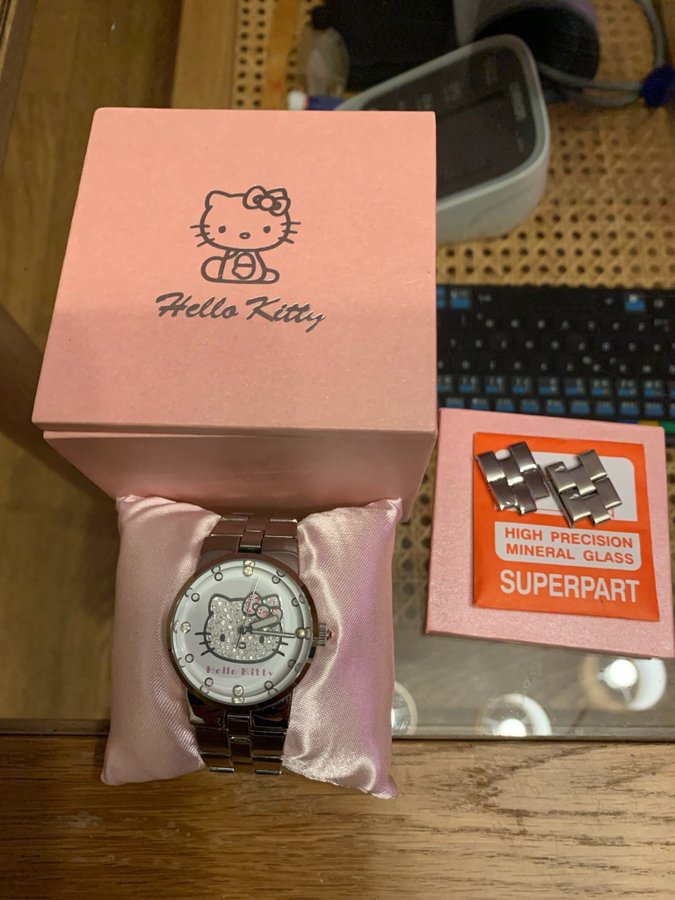 Hello Kitty
HIGH PRECISION
MINERAL GLASS
SUPERPART
Hello Kitty